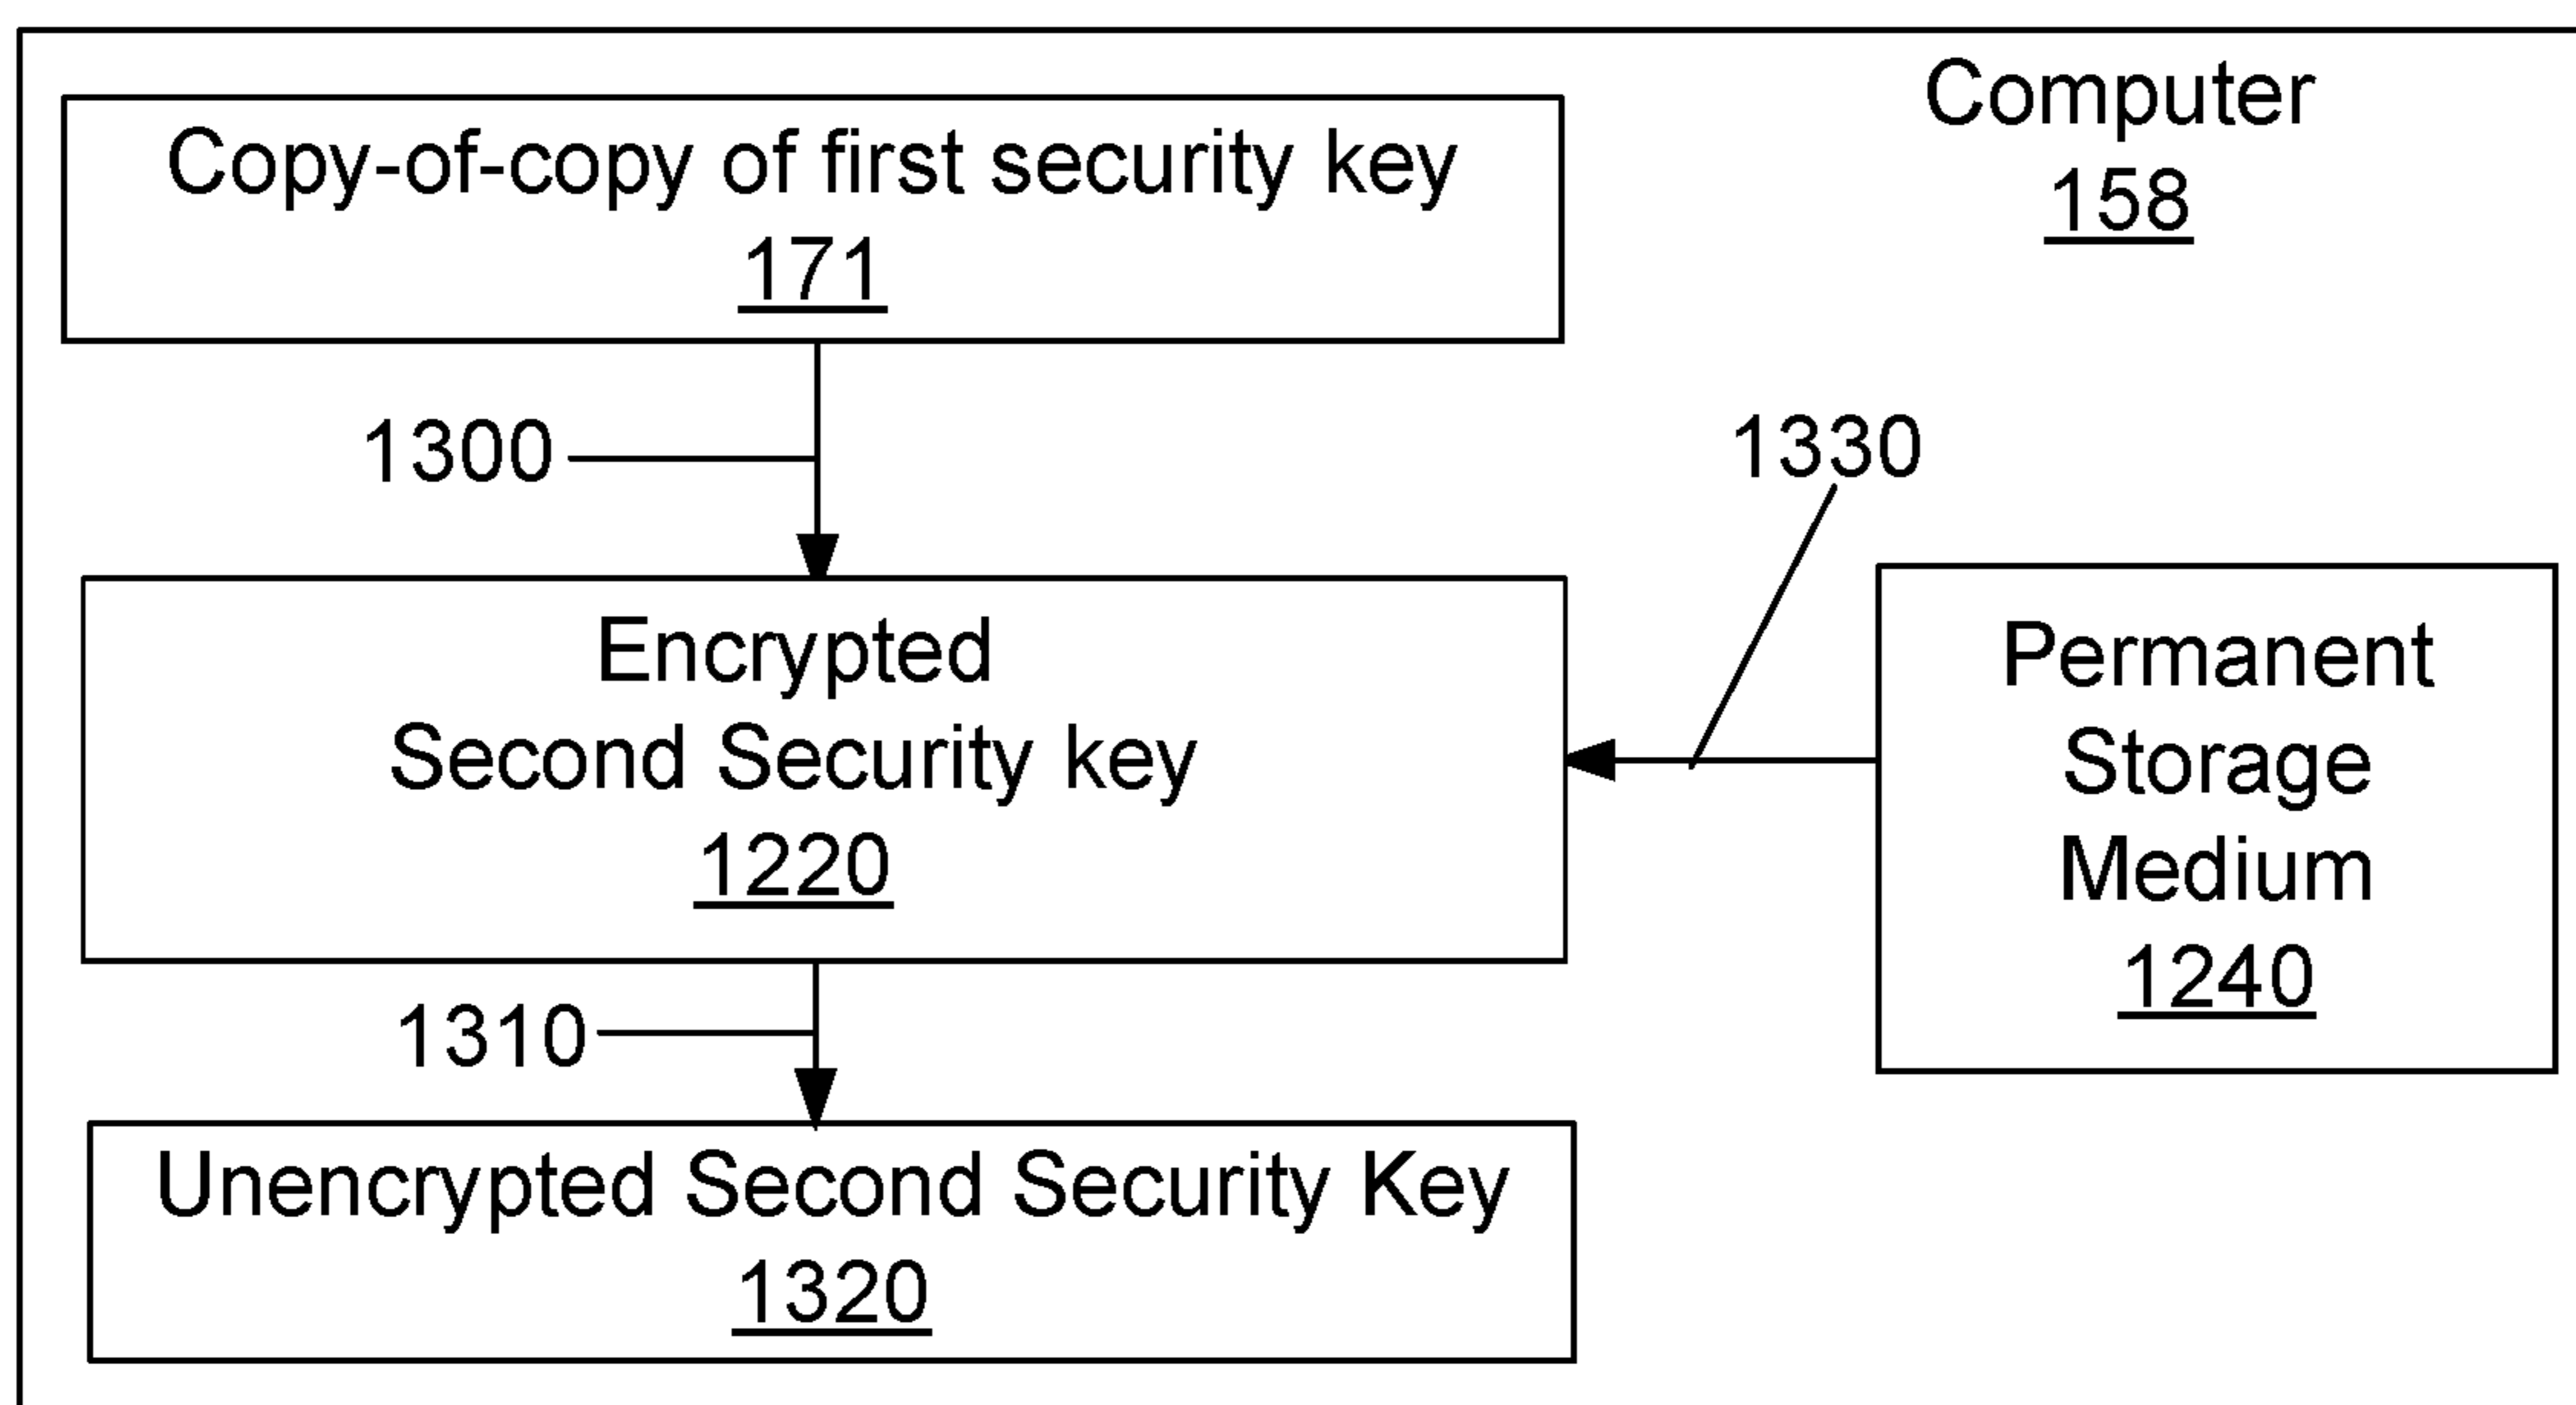 Computer
158
Copy-of-copy of first security key
171
1300
1330
Encrypted
Second Security key
1220
Permanent
Storage
Medium
1240
1310
Unencrypted Second Security Key
1320